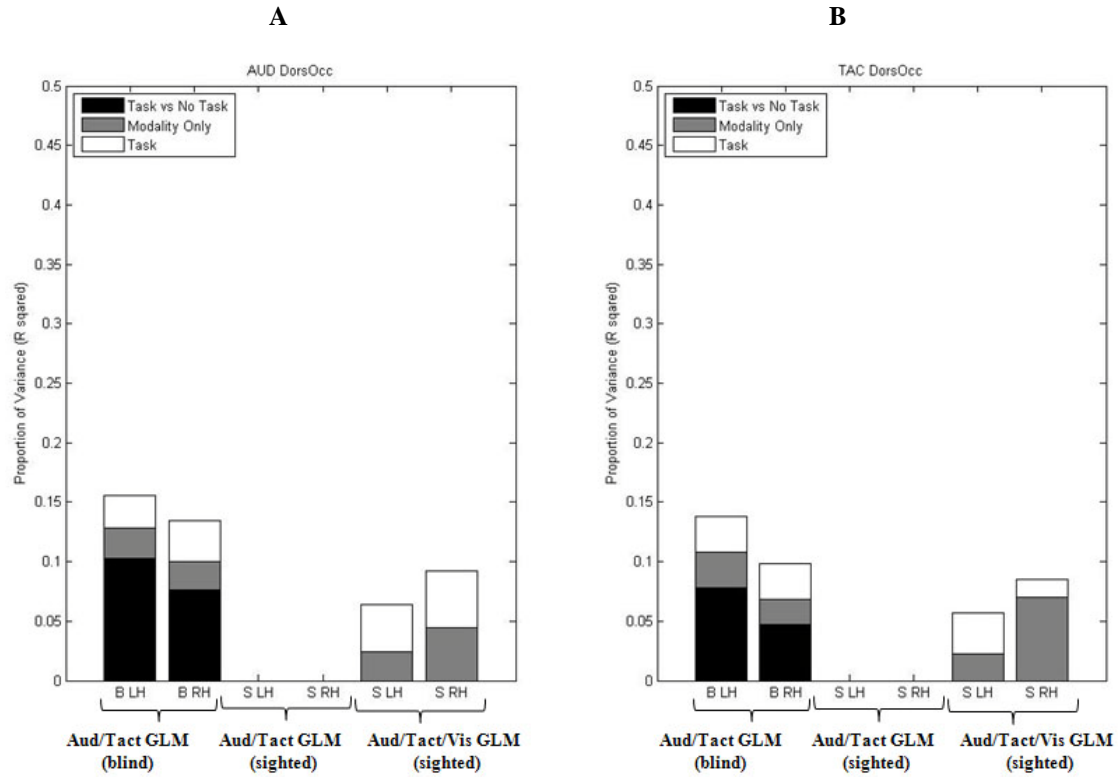 A
AUD DorsOcc
0.5
0.45
0.4
0.35
0.3
0.25
0.2
0.15
0.1
0.05
0
Proportion of Variance (R sqared)
Task vs No Task
Modality Only
Task
B LH
B RH
S LH
S RH
S LH
S RH
Aud/Tact GLM
(blind)
Aud/Tact GLM
(sighted)
Aud/Tact/Vis GLM
(sighted)
B
TAC DorsOcc
0.5
0.45
0.4
0.35
0.3
0.25
0.2
0.15
0.1
0.05
0
Proportion of Variance (R sqared)
Task vs No Task
Modality Only
Task
B LH
B RH
S LH
S RH
S LH
S RH
Aud/Tact GLM
(blind)
Aud/Tact GLM
(sighted)
Aud/Tact/Vis GLM
(sighted)